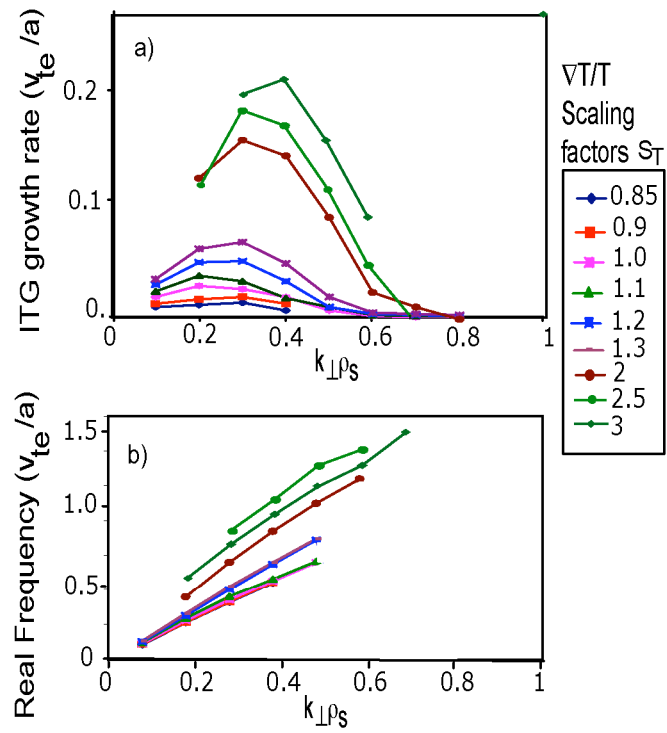 a)
ITG growth rate (v_te/a)
0.2
0.1
0.
0 0.2 0.4 0.6 0.8 1
k⊥ρs
∇T/T
Scaling
factors S_T
0.85
0.9
1.0
1.1
1.2
1.3
2
2.5
3
b)
Real Frequency (v_te/a)
1.5
1.0
0.5
0
0 0.2 0.4 0.6 0.8 1
k⊥ρs